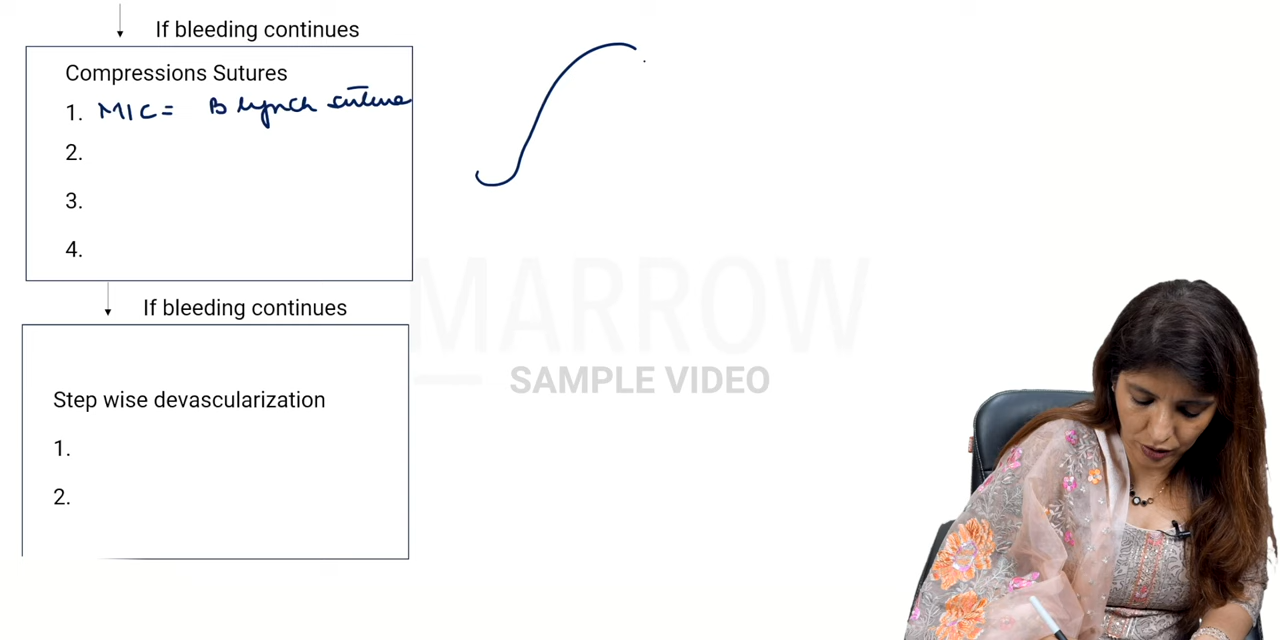 If bleeding continues
Compressions Sutures
1. MIC = B lynch suture
2.
3.
4.
If bleeding continues
MARROW
SAMPLE VIDEO
Step wise devascularization
1.
2.